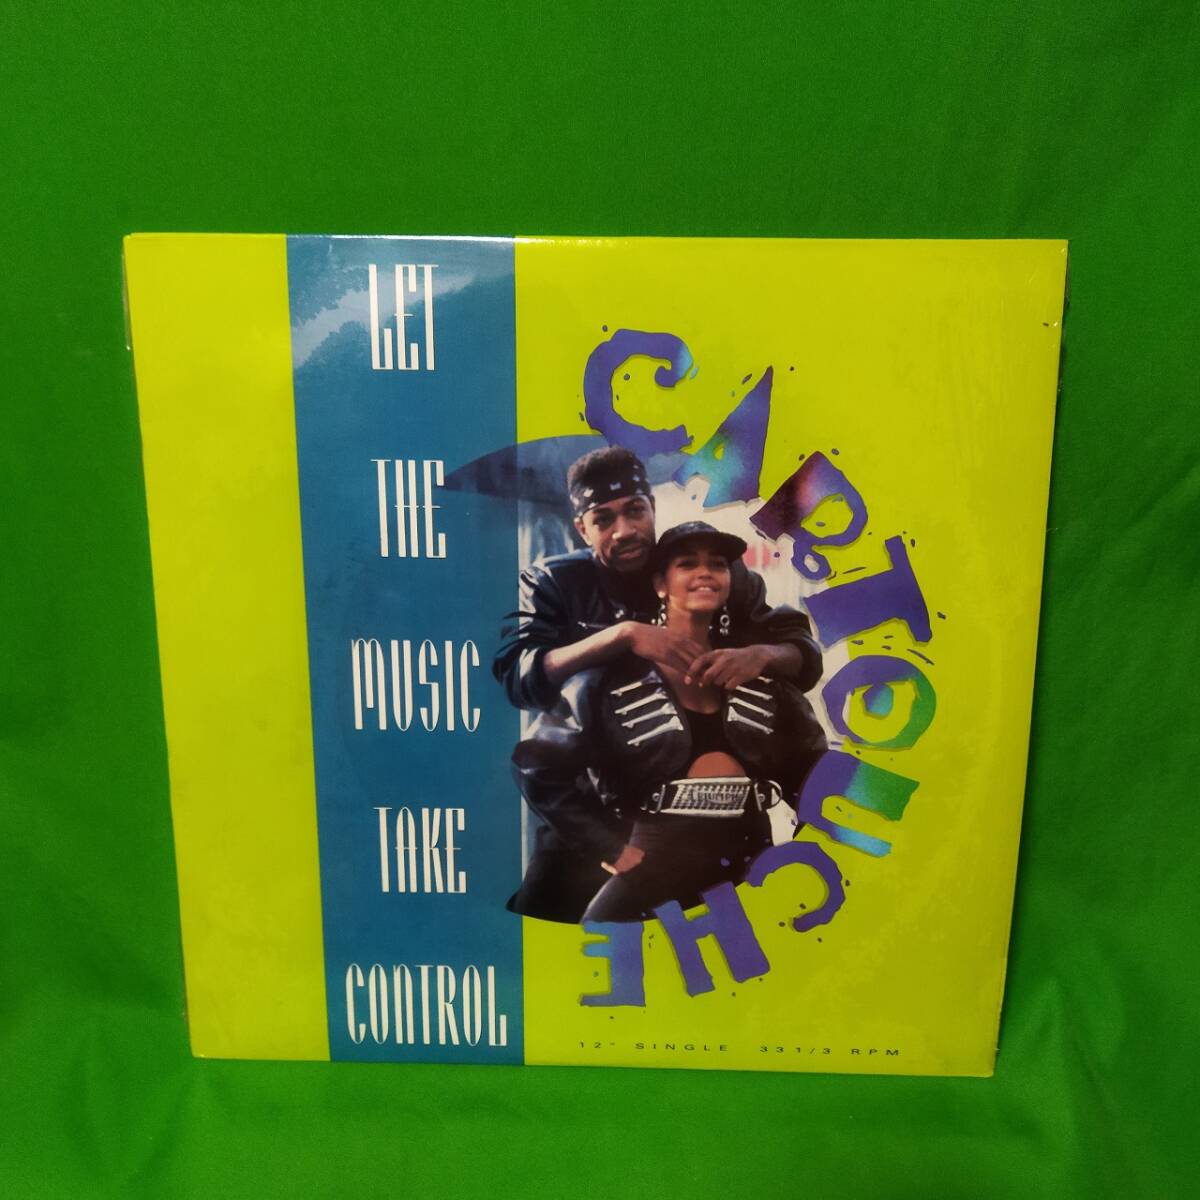 LET
THE
MUSIC
TAKE
CONTROL
CARTOUCHE
12" SINGLE 33 1/3 RPM